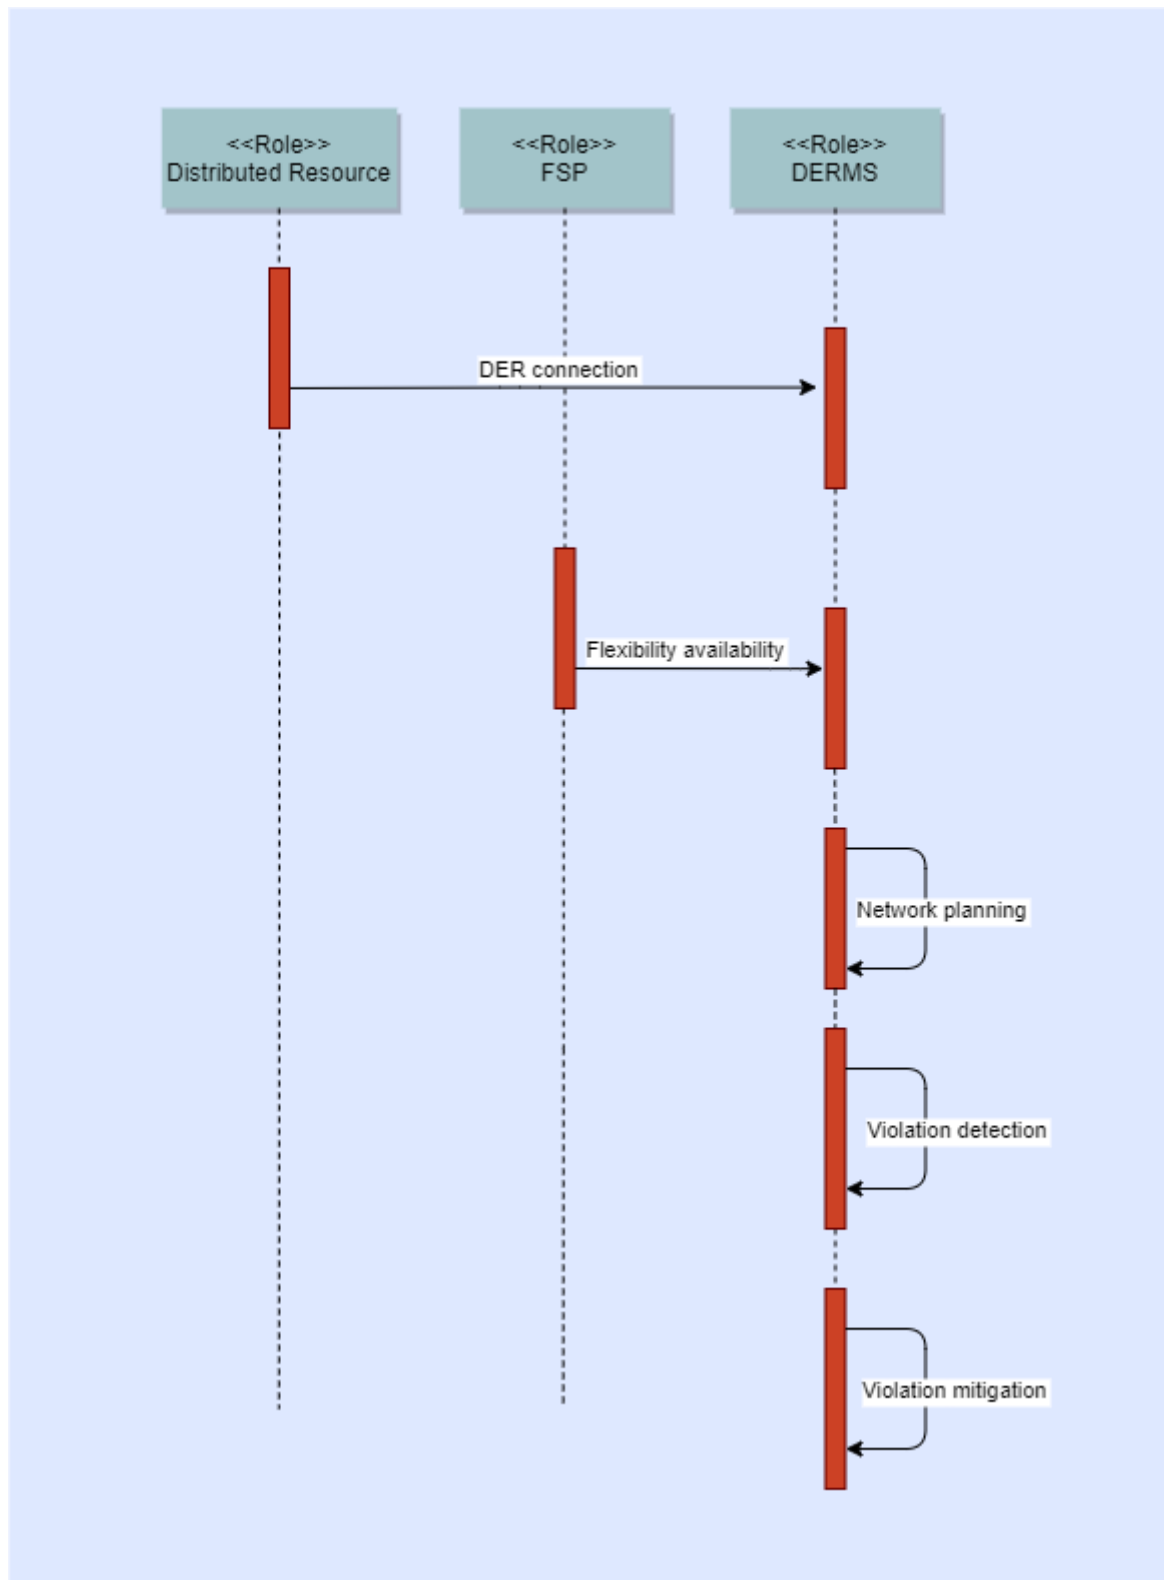 <<Role>>
Distributed Resource
<<Role>>
FSP
<<Role>>
DERMS
DER connection
Flexibility availability
Network planning
Violation detection
Violation mitigation